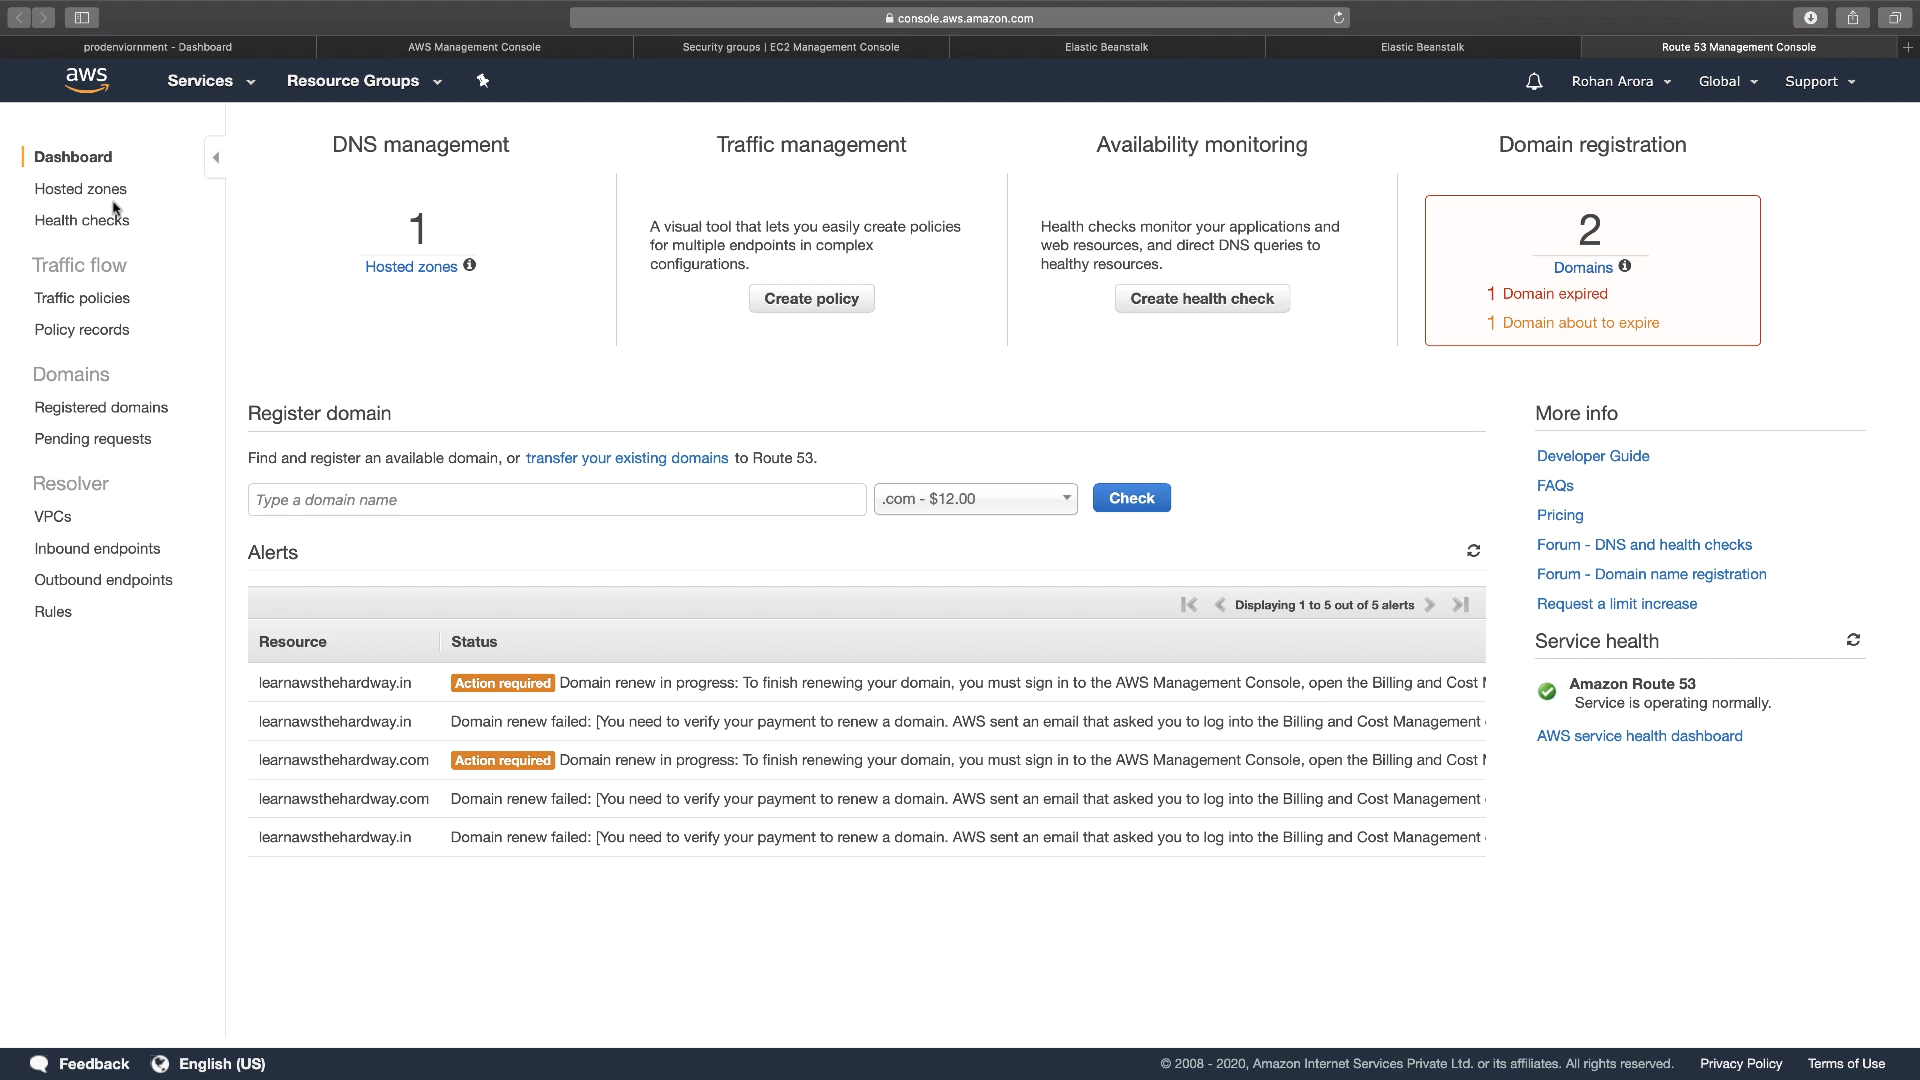 console.aws.amazon.com
prodenviornment - Dashboard
AWS Management Console
Security groups | EC2 Management Console
Elastic Beanstalk
Elastic Beanstalk
Route 53 Management Console
aws
Services
Resource Groups
Rohan Arora
Global
Support
Dashboard
Hosted zones
Health checks
Traffic flow
Traffic policies
Policy records
Domains
Registered domains
Pending requests
Resolver
VPCs
Inbound endpoints
Outbound endpoints
Rules
DNS management
1
Hosted zones
Traffic management
A visual tool that lets you easily create policies
for multiple endpoints in complex
configurations.
Create policy
Availability monitoring
Health checks monitor your applications and
web resources, and direct DNS queries to
healthy resources.
Create health check
Domain registration
2
Domains
1 Domain expired
1 Domain about to expire
Register domain
Find and register an available domain, or transfer your existing domains to Route 53.
Type a domain name
.com - $12.00
Check
Alerts
Displaying 1 to 5 out of 5 alerts
Resource Status
learnawsthehardway.in Action required Domain renew in progress: To finish renewing your domain, you must sign in to the AWS Management Console, open the Billing and Cost
learnawsthehardway.in Domain renew failed: [You need to verify your payment to renew a domain. AWS sent an email that asked you to log into the Billing and Cost Management
learnawsthehardway.com Action required Domain renew in progress: To finish renewing your domain, you must sign in to the AWS Management Console, open the Billing and Cost
learnawsthehardway.com Domain renew failed: [You need to verify your payment to renew a domain. AWS sent an email that asked you to log into the Billing and Cost Management
learnawsthehardway.in Domain renew failed: [You need to verify your payment to renew a domain. AWS sent an email that asked you to log into the Billing and Cost Management
More info
Developer Guide
FAQs
Pricing
Forum - DNS and health checks
Forum - Domain name registration
Request a limit increase
Service health
Amazon Route 53
Service is operating normally.
AWS service health dashboard
Feedback
English (US)
© 2008 - 2020, Amazon Internet Services Private Ltd. or its affiliates. All rights reserved.
Privacy Policy
Terms of Use